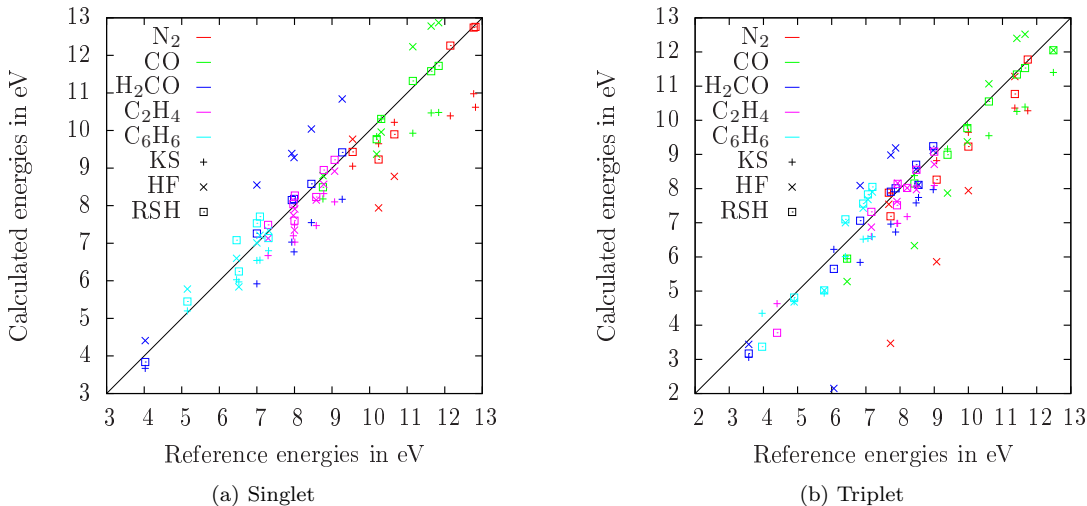 Calculated energies in eV
13
12
11
10
9
8
7
6
5
4
3
N2
CO
H2CO
C2H4
C6H6
KS
HF
RSH
3 4 5 6 7 8 9 10 11 12 13
Reference energies in eV
(a) Singlet
Calculated energies in eV
13
12
11
10
9
8
7
6
5
4
3
2
N2
CO
H2CO
C2H4
C6H6
KS
HF
RSH
2 3 4 5 6 7 8 9 10 11 12 13
Reference energies in eV
(b) Triplet